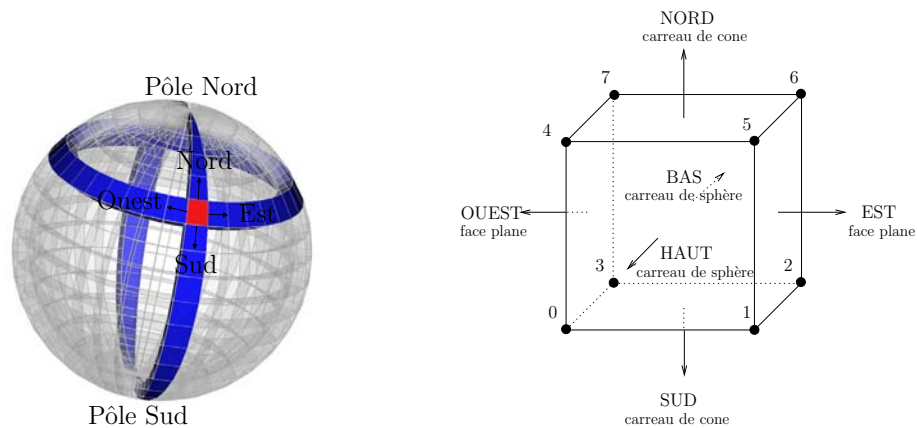 Pôle Nord
Nord
Ouest
Est
Sud
Pôle Sud
NORD
carreau de cone
7
6
4
5
BAS
carreau de sphère
OUEST
face plane
EST
face plane
HAUT
carreau de sphère
3
2
0
1
SUD
carreau de cone